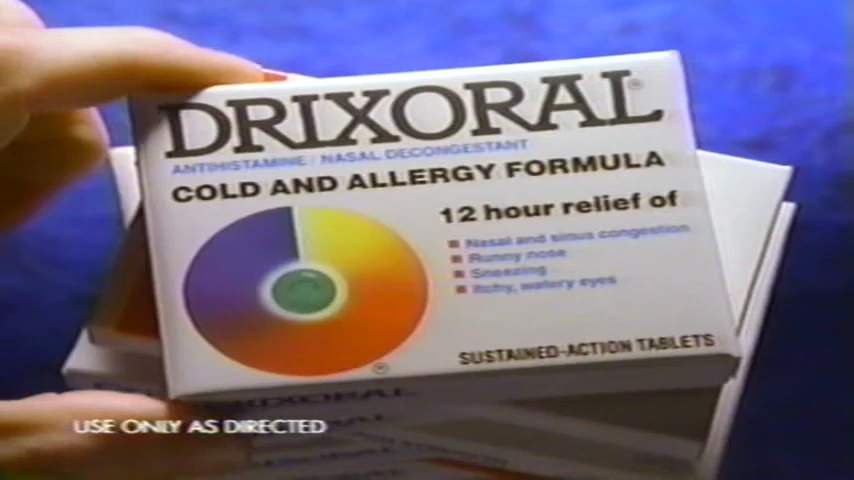 DRIXORAL®
ANTIHISTAMINE / NASAL DECONGESTANT
COLD AND ALLERGY FORMULA
12 hour relief of
Nasal and sinus congestion
Runny nose
Sneezing
Itchy, watery eyes
SUSTAINED-ACTION TABLETS
DRIXORAL
USE ONLY AS DIRECTED